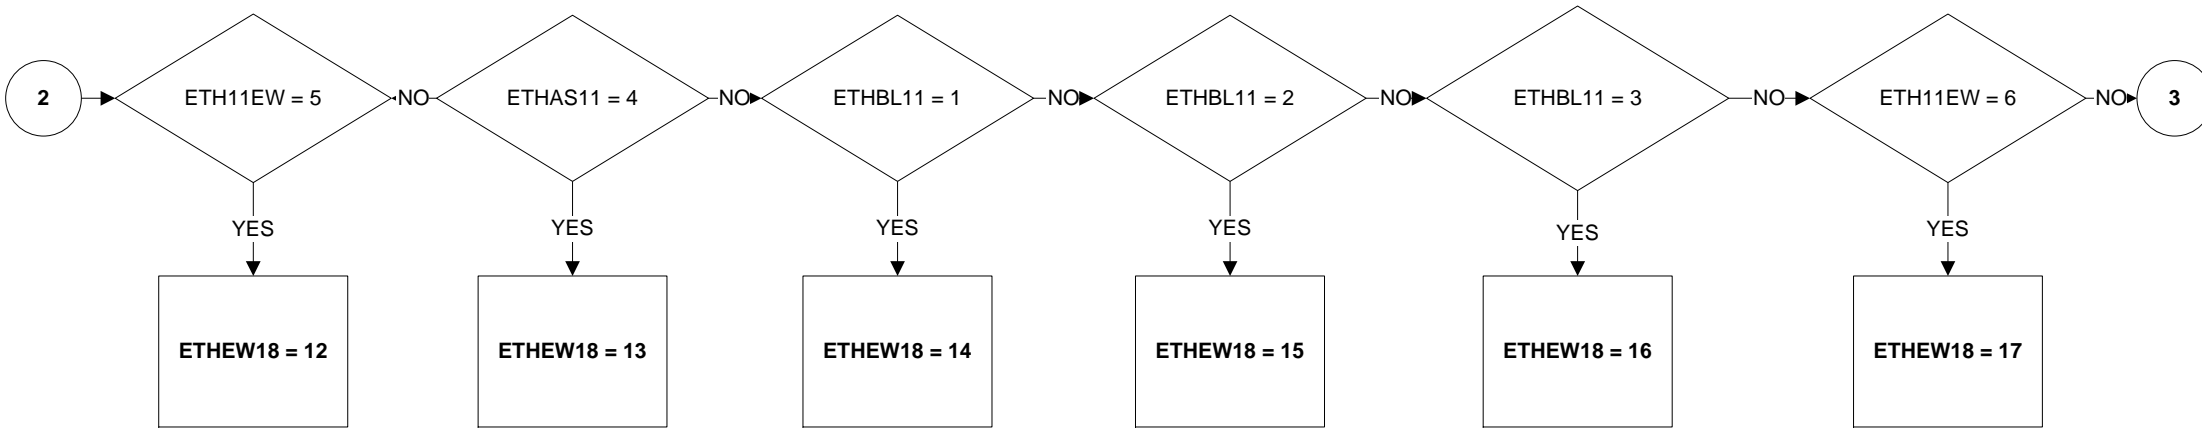 2
ETH11EW = 5
NO
ETHAS11 = 4
NO
ETHBL11 = 1
NO
ETHBL11 = 2
NO
ETHBL11 = 3
NO
ETH11EW = 6
NO
3
YES
YES
YES
YES
YES
YES
ETHEW18 = 12
ETHEW18 = 13
ETHEW18 = 14
ETHEW18 = 15
ETHEW18 = 16
ETHEW18 = 17